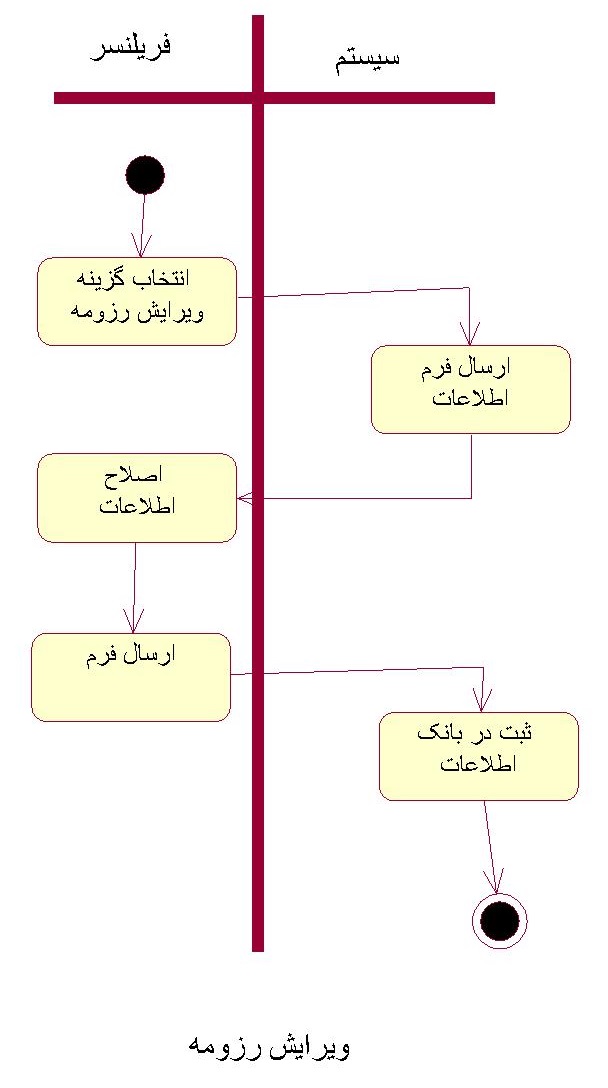 فریلنسر
سیستم
انتخاب گزینه
ویرایش رزومه
ارسال فرم
اطلاعات
اصلاح
اطلاعات
ارسال فرم
ثبت در بانک
اطلاعات
ویرایش رزومه